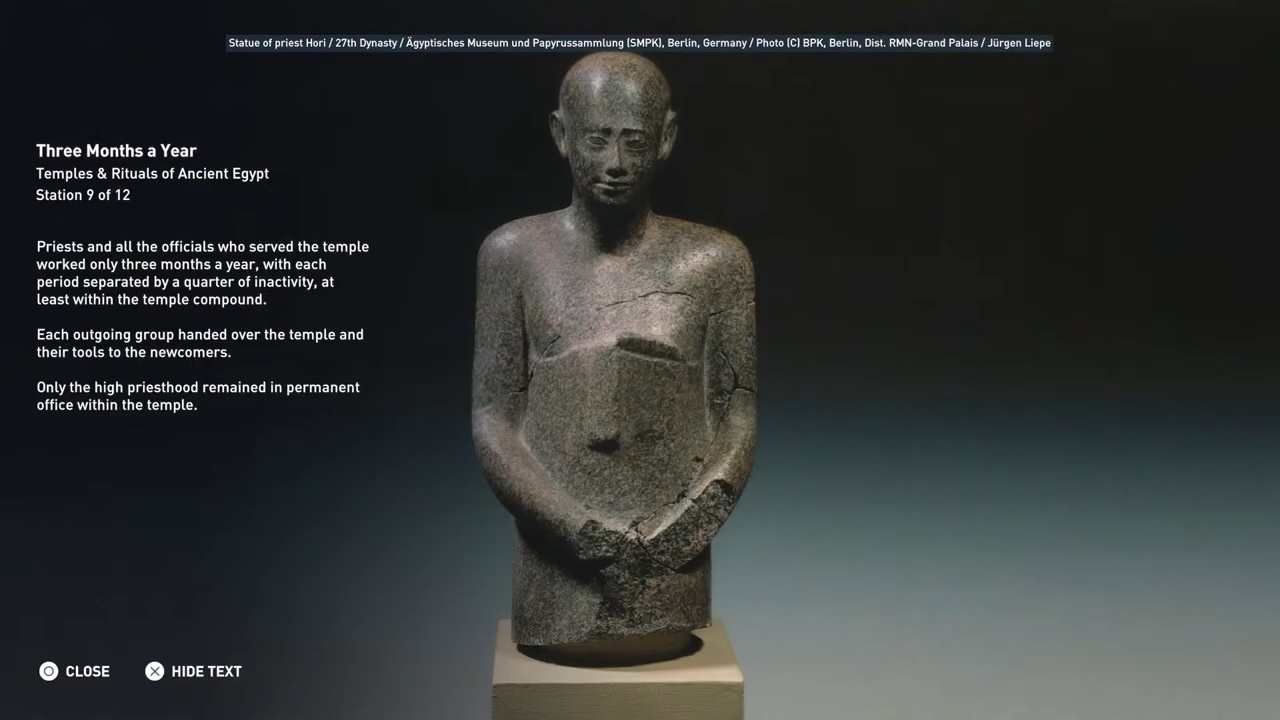 Statue of priest Hori / 27th Dynasty / Ägyptisches Museum und Papyrussammlung (SMPK), Berlin, Germany / Photo (C) BPK, Berlin, Dist. RMN-Grand Palais / Jürgen Liepe
Three Months a Year
Temples & Rituals of Ancient Egypt
Station 9 of 12
Priests and all the officials who served the temple
worked only three months a year, with each
period separated by a quarter of inactivity, at
least within the temple compound.
Each outgoing group handed over the temple and
their tools to the newcomers.
Only the high priesthood remained in permanent
office within the temple.
CLOSE
HIDE TEXT